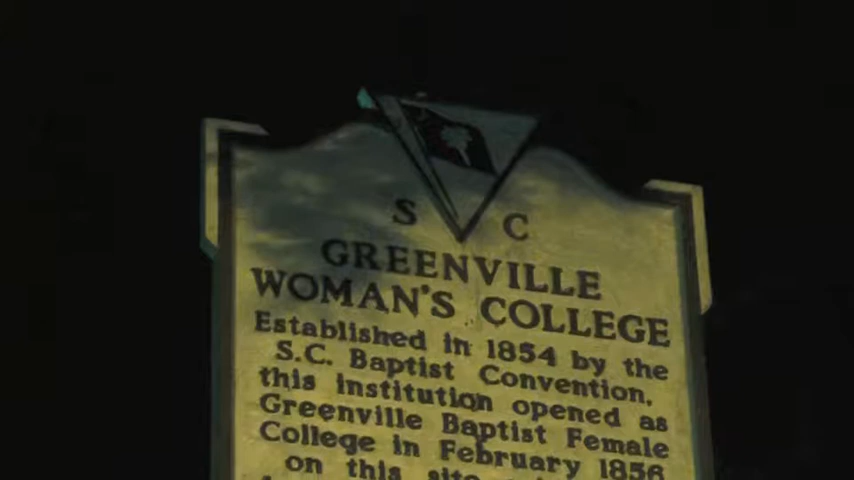 S C
GREENVILLE
WOMAN'S COLLEGE
Established in 1854 by the
S.C. Baptist Convention,
this institution opened as
Greenville Baptist Female
College in February 1856
on this site